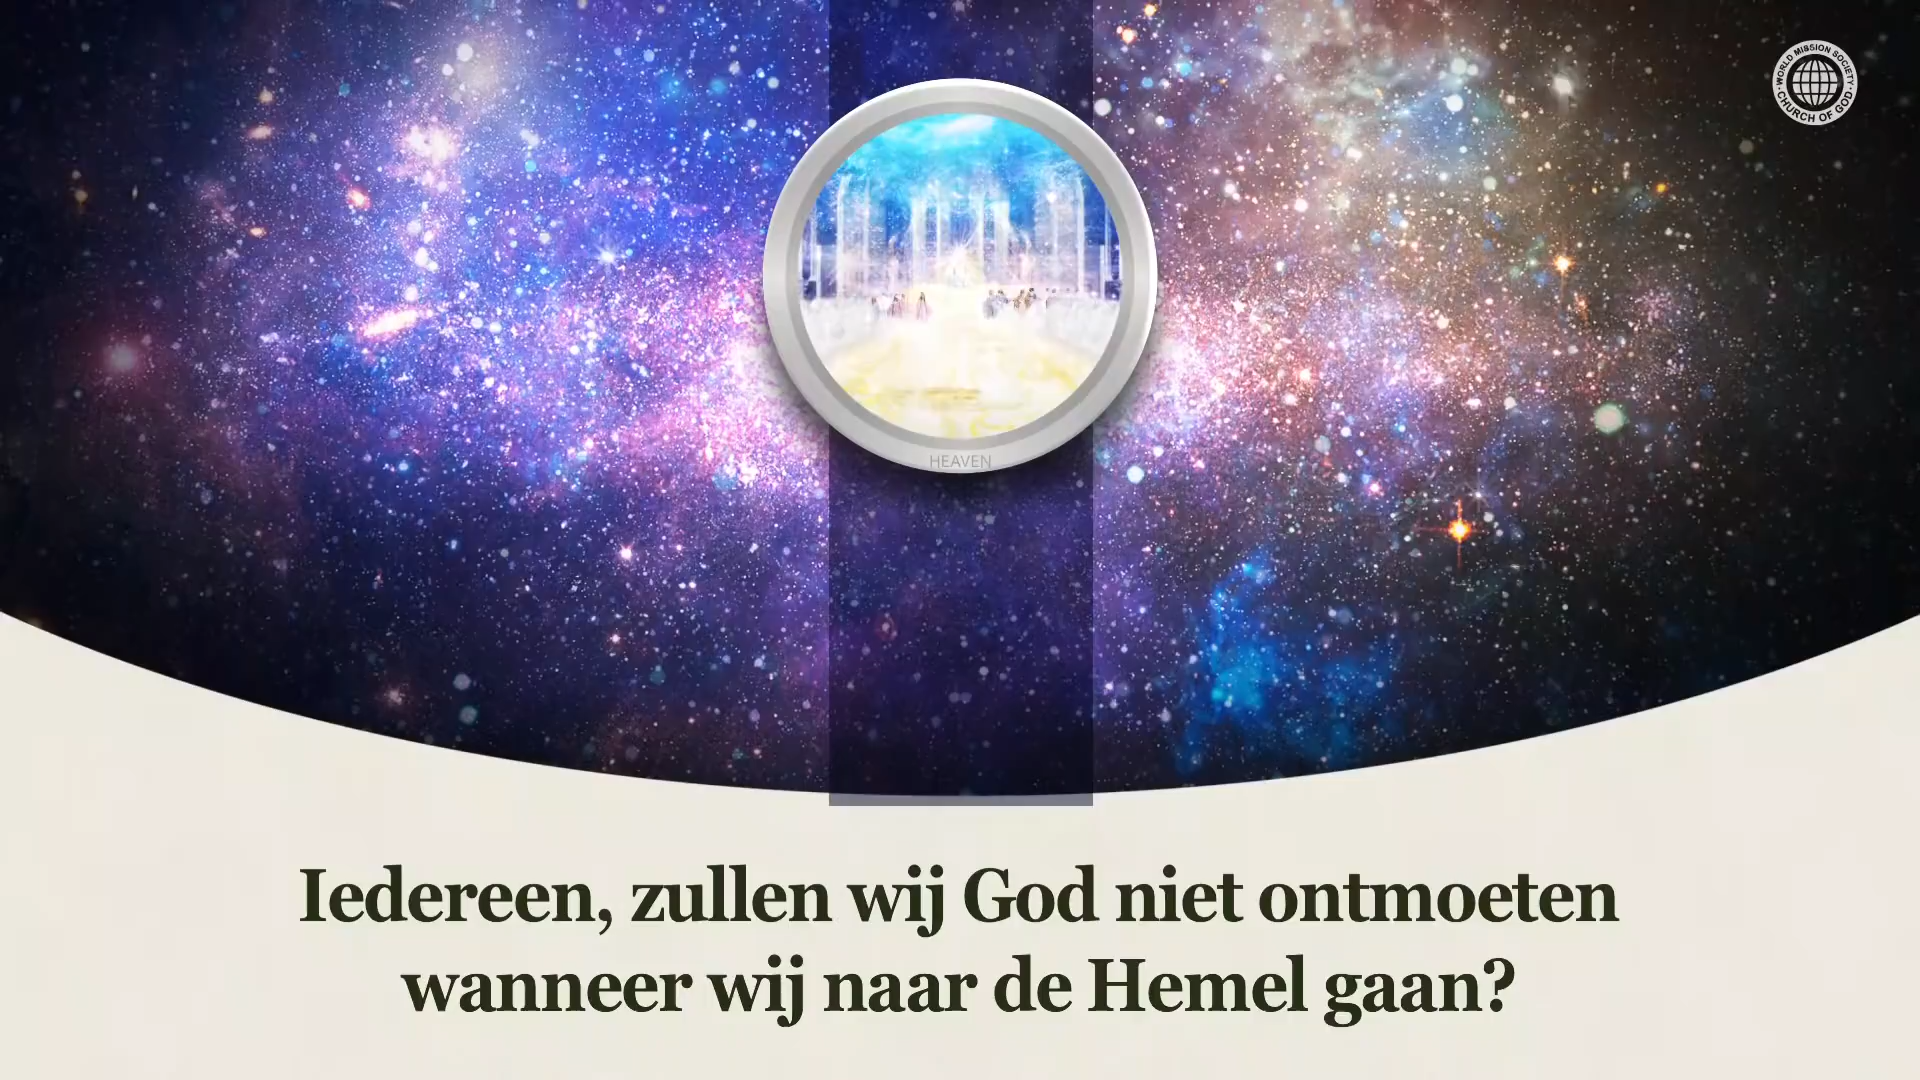 WORLD MISSION SOCIETY
CHURCH OF GOD
HEAVEN
Iedereen, zullen wij God niet ontmoeten
wanneer wij naar de Hemel gaan?